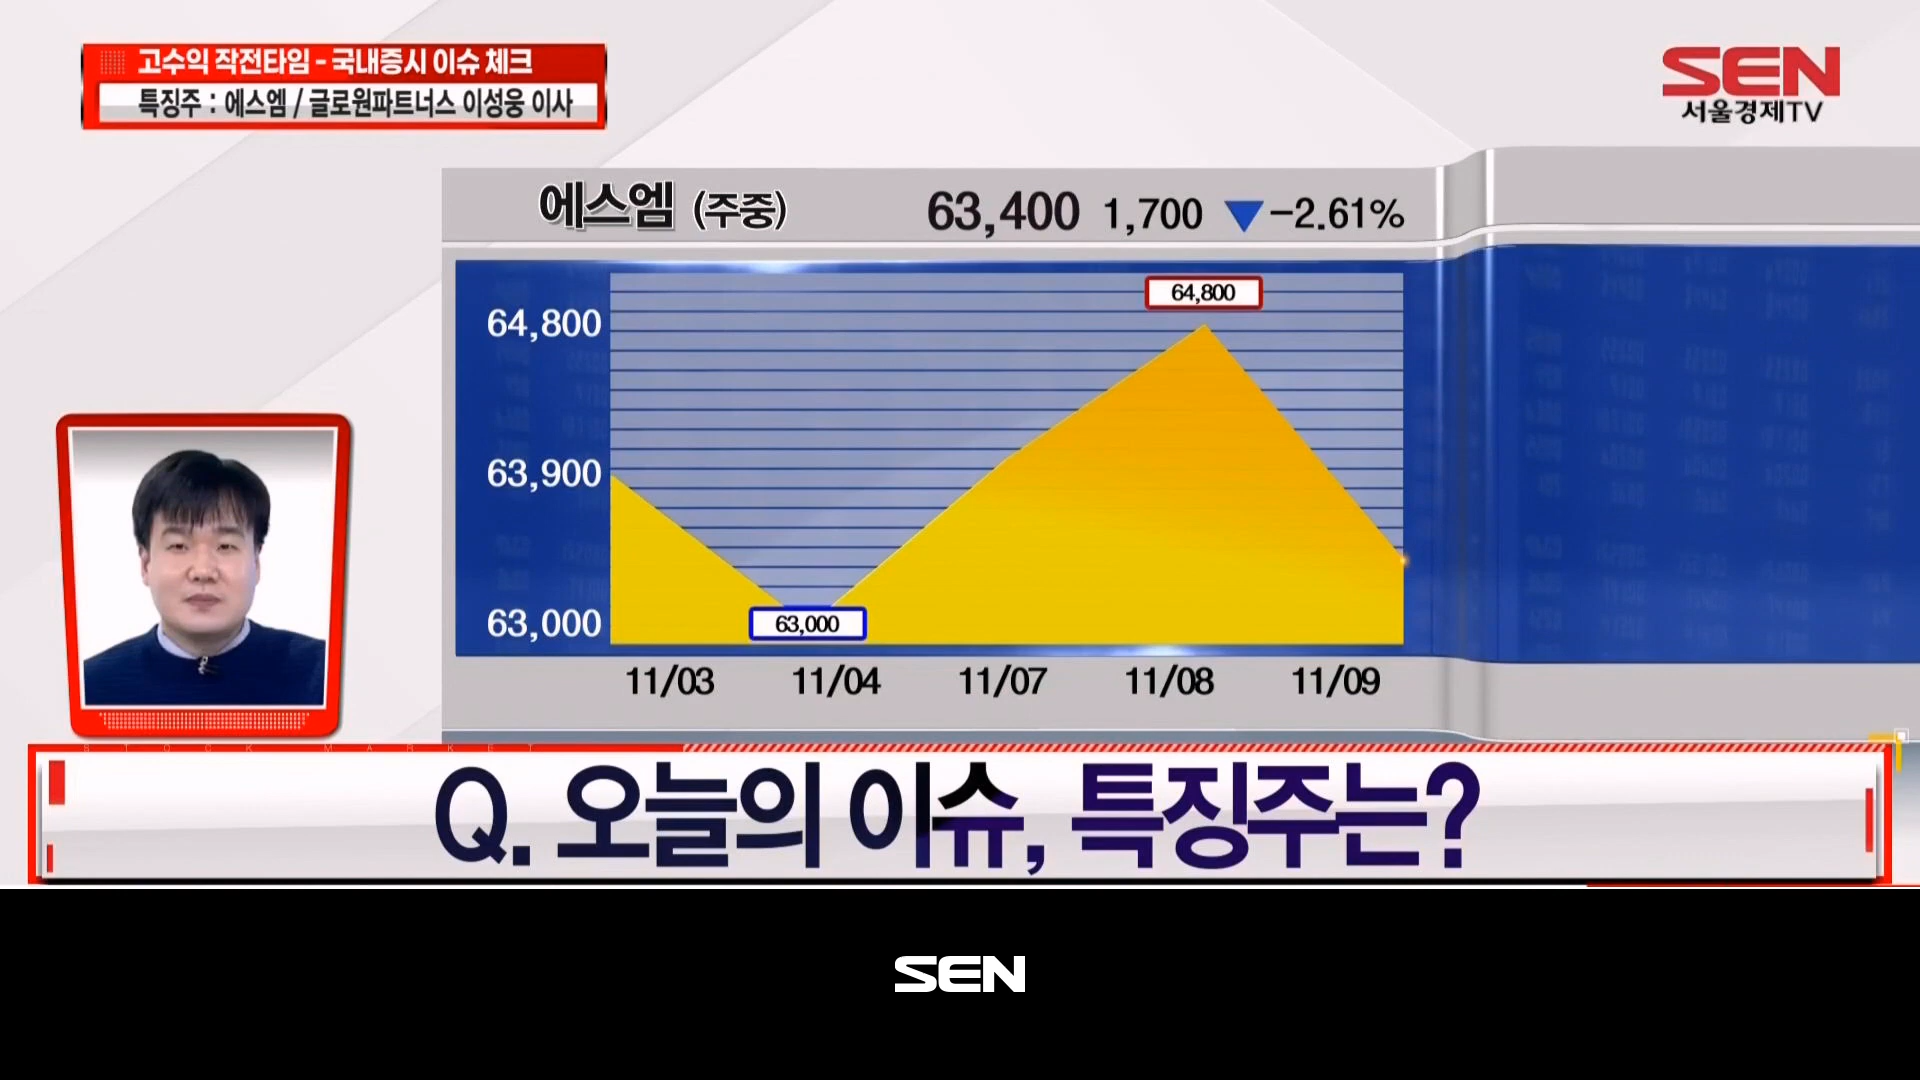 고수익 작전타임 - 국내증시 이슈 체크
특징주 : 에스엠 / 글로원파트너스 이성웅 이사
SEN
서울경제TV
에스엠 (주중) 63,400 1,700 ▼ -2.61%
64,800
64,800
63,900
63,000
63,000
11/03 11/04 11/07 11/08 11/09
STOCK MARKET
Q. 오늘의 이슈, 특징주는?
SEN